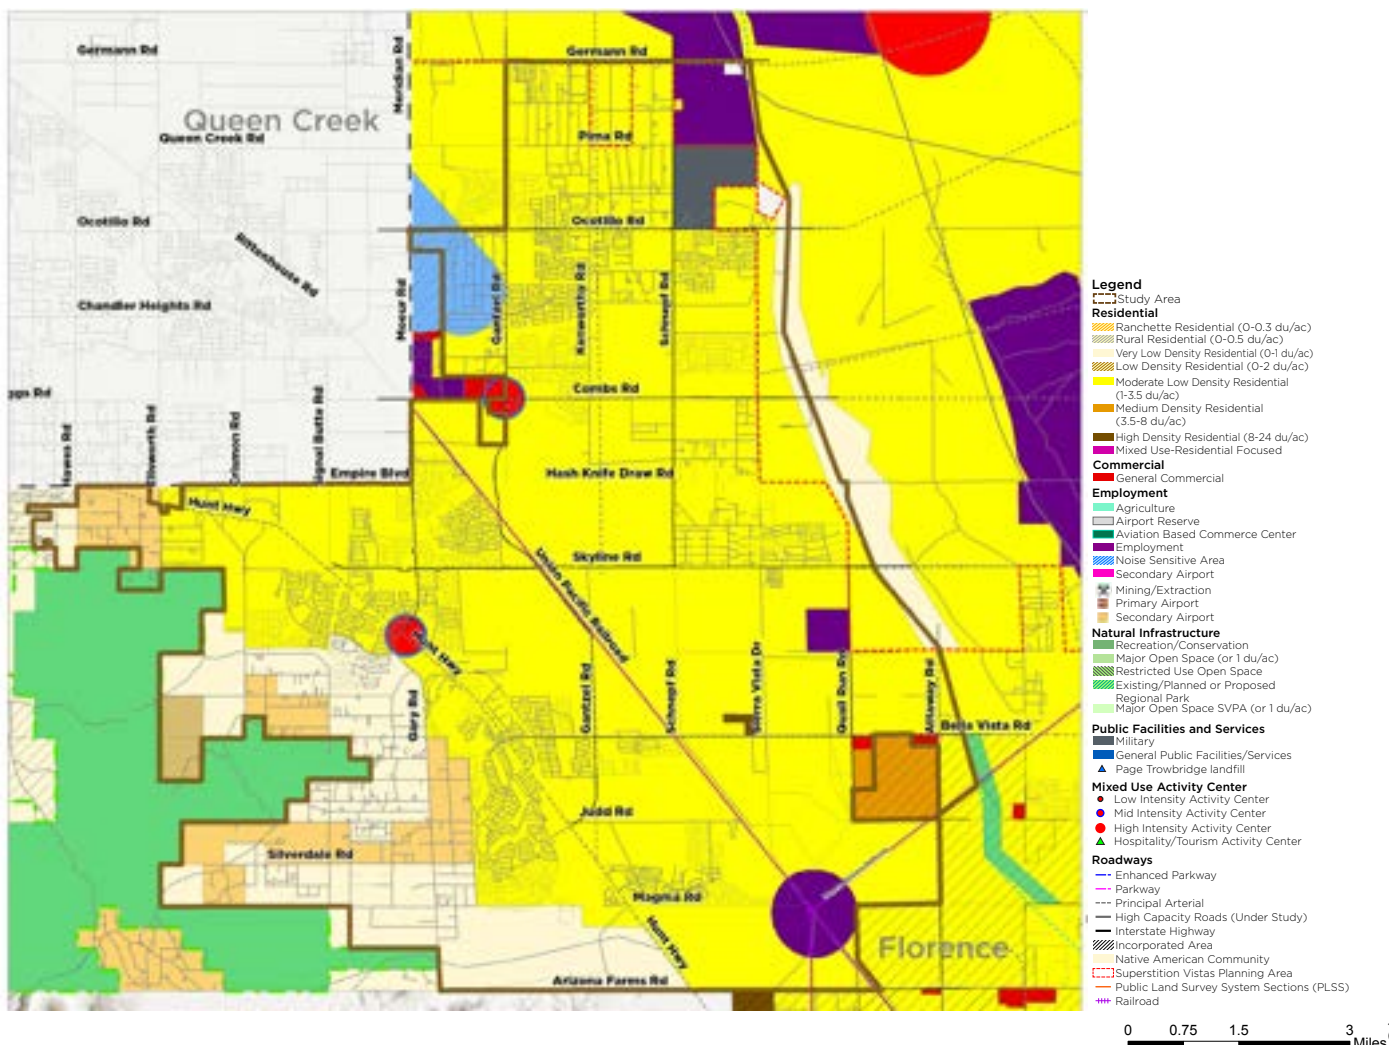 Germann Rd
Germann Rd
Meridian Rd
Queen Creek
Queen Creek Rd
Pima Rd
Ocotillo Rd
Ocotillo Rd
Rittenhouse Rd
Chandler Heights Rd
Moeur Rd
Gantzel Rd
Kenworthy Rd
Schnepf Rd
Combs Rd
ggs Rd
Hawes Rd
Ellsworth Rd
Signal Butte Rd
Empire Blvd
Hash Knife Draw Rd
Hunt Hwy
Skyline Rd
Union Pacific Railroad
Hunt Hwy
Gary Rd
Gantzel Rd
Schnepf Rd
Sierra Vista Dr
Quail Run Rd
Attaway Rd
Bella Vista Rd
Judd Rd
Silverdale Rd
Magma Rd
Hunt Hwy
Florence
Arizona Farms Rd
Legend
Study Area
Residential
Ranchette Residential (0-0.3 du/ac)
Rural Residential (0-0.5 du/ac)
Very Low Density Residential (0-1 du/ac)
Low Density Residential (0-2 du/ac)
Moderate Low Density Residential
(1-3.5 du/ac)
Medium Density Residential
(3.5-8 du/ac)
High Density Residential (8-24 du/ac)
Mixed Use-Residential Focused
Commercial
General Commercial
Employment
Agriculture
Airport Reserve
Aviation Based Commerce Center
Employment
Noise Sensitive Area
Secondary Airport
Mining/Extraction
Primary Airport
Secondary Airport
Natural Infrastructure
Recreation/Conservation
Major Open Space (or 1 du/ac)
Restricted Use Open Space
Existing/Planned or Proposed
Regional Park
Major Open Space SVPA (or 1 du/ac)
Public Facilities and Services
Military
General Public Facilities/Services
Page Trowbridge landfill
Mixed Use Activity Center
Low Intensity Activity Center
Mid Intensity Activity Center
High Intensity Activity Center
Hospitality/Tourism Activity Center
Roadways
Enhanced Parkway
Parkway
Principal Arterial
High Capacity Roads (Under Study)
Interstate Highway
Incorporated Area
Native American Community
Superstition Vistas Planning Area
Public Land Survey System Sections (PLSS)
Railroad
0 0.75 1.5 3
Miles